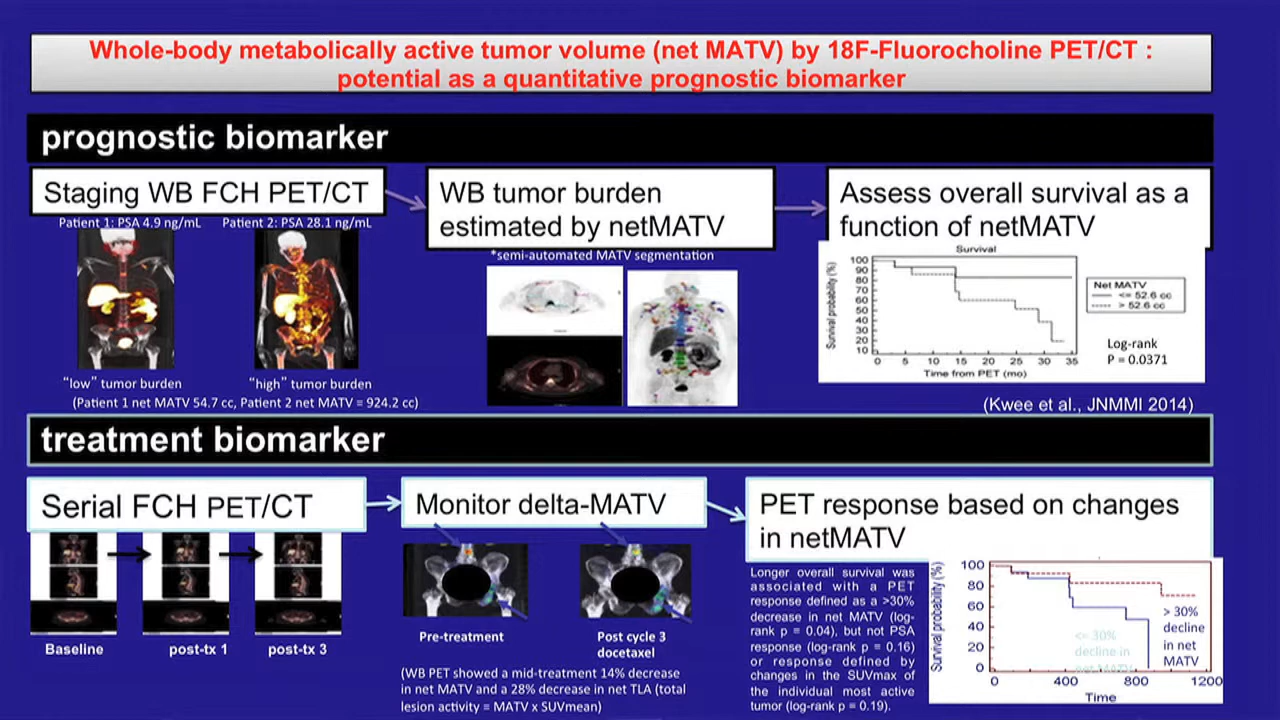 Whole-body metabolically active tumor volume (net MATV) by 18F-Fluorocholine PET/CT :
potential as a quantitative prognostic biomarker
prognostic biomarker
Staging WB FCH PET/CT
Patient 1: PSA 4.9 ng/mL
Patient 2: PSA 28.1 ng/mL
"low" tumor burden
"high" tumor burden
(Patient 1 net MATV 54.7 cc, Patient 2 net MATV = 924.2 cc)
WB tumor burden
estimated by netMATV
*semi-automated MATV segmentation
Assess overall survival as a
function of netMATV
Survival
Survival probability (%)
100
90
80
70
60
50
40
30
20
10
0 5 10 15 20 25 30 35
Time from PET (mo)
Net MATV
<= 52.6 cc
> 52.6 cc
Log-rank
P = 0.0371
(Kwee et al., JNMMI 2014)
treatment biomarker
Serial FCH PET/CT
Baseline
post-tx 1
post-tx 3
Monitor delta-MATV
Pre-treatment
Post cycle 3
docetaxel
(WB PET showed a mid-treatment 14% decrease
in net MATV and a 28% decrease in net TLA (total
lesion activity = MATV x SUVmean)
PET response based on changes
in netMATV
Longer overall survival was
associated with a PET
response defined as a >30%
decrease in net MATV (log-
rank p = 0.04), but not PSA
response (log-rank p = 0.16)
or response defined by
changes in the SUVmax of
the individual most active
tumor (log-rank p = 0.19).
Survival probability (%)
100
80
60
40
20
0
0 400 800 1200
Time
<= 30%
decline in
net MATV
> 30%
decline
in net
MATV